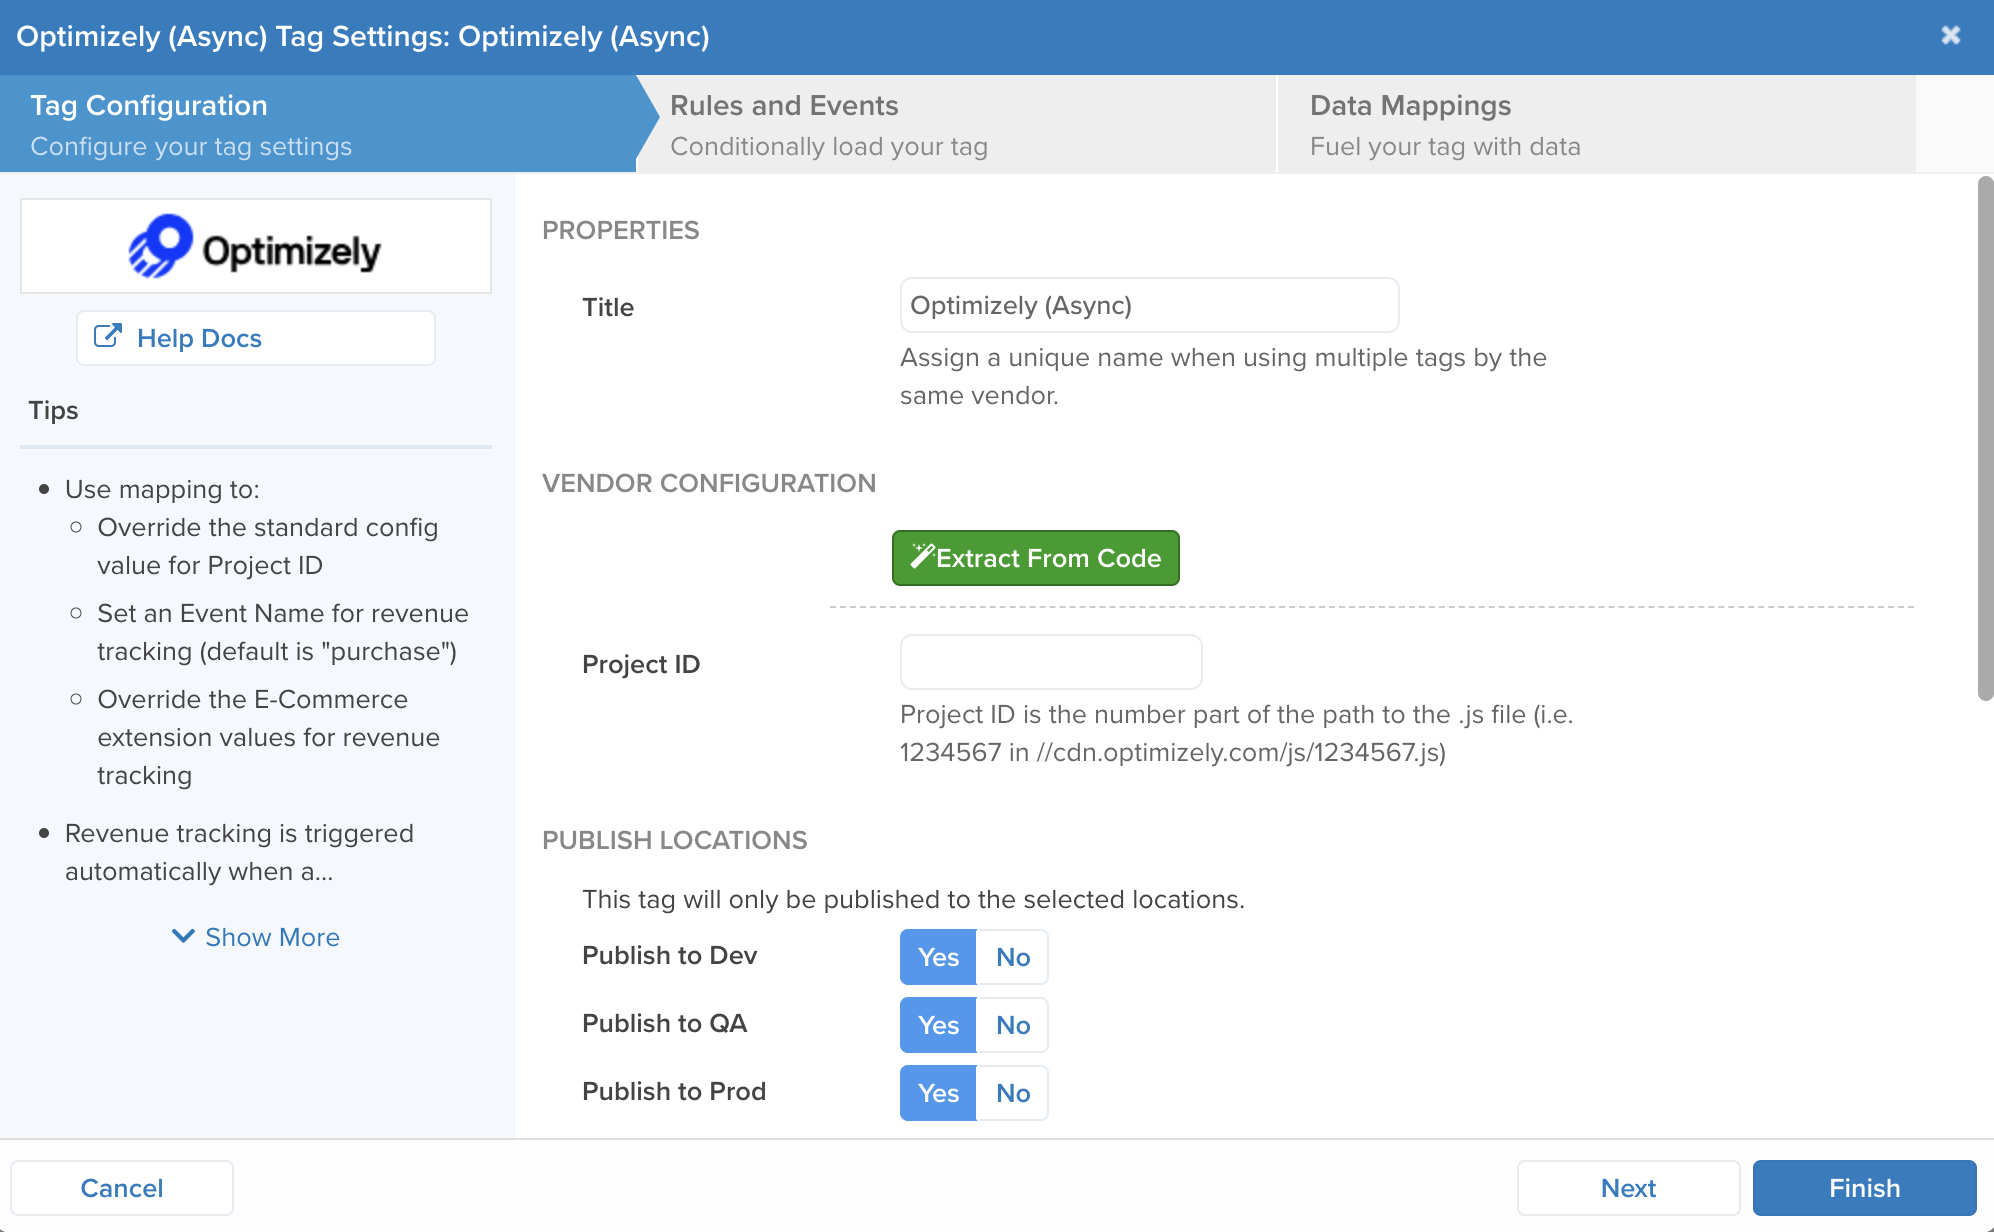 Optimizely (Async) Tag Settings: Optimizely (Async)
Tag Configuration
Configure your tag settings
Rules and Events
Conditionally load your tag
Data Mappings
Fuel your tag with data
Optimizely
Help Docs
Tips
Use mapping to:
Override the standard config
value for Project ID
Set an Event Name for revenue
tracking (default is "purchase")
Override the E-Commerce
extension values for revenue
tracking
Revenue tracking is triggered
automatically when a...
Show More
PROPERTIES
Title
Optimizely (Async)
Assign a unique name when using multiple tags by the
same vendor.
VENDOR CONFIGURATION
Extract From Code
Project ID
Project ID is the number part of the path to the .js file (i.e.
1234567 in //cdn.optimizely.com/js/1234567.js)
PUBLISH LOCATIONS
This tag will only be published to the selected locations.
Publish to Dev
Yes No
Publish to QA
Yes No
Publish to Prod
Yes No
Cancel
Next
Finish